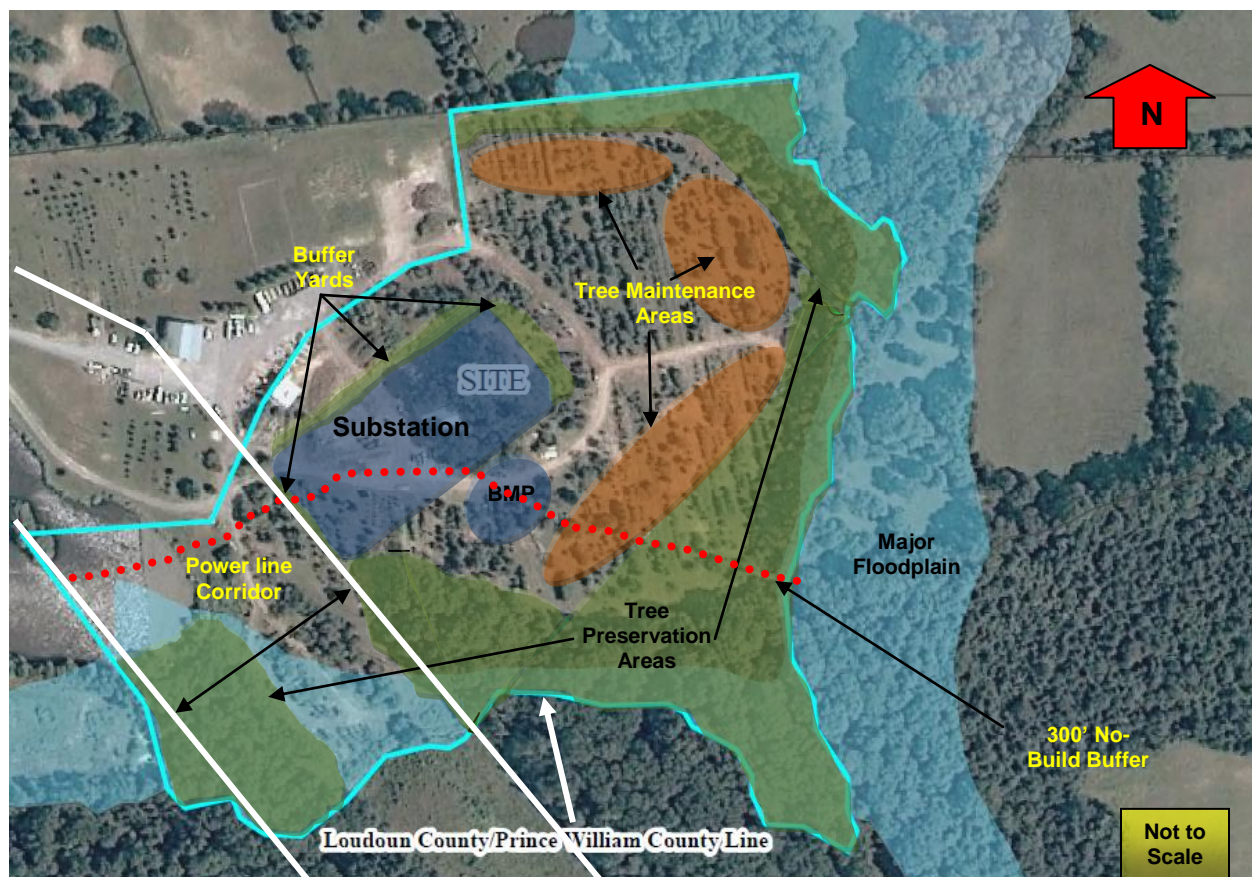 N
Buffer
Yards
Tree Maintenance
Areas
SITE
Substation
BMP
Major
Floodplain
Power line
Corridor
Tree
Preservation
Areas
300’ No-
Build Buffer
Loudoun County/Prince William County Line
Not to
Scale